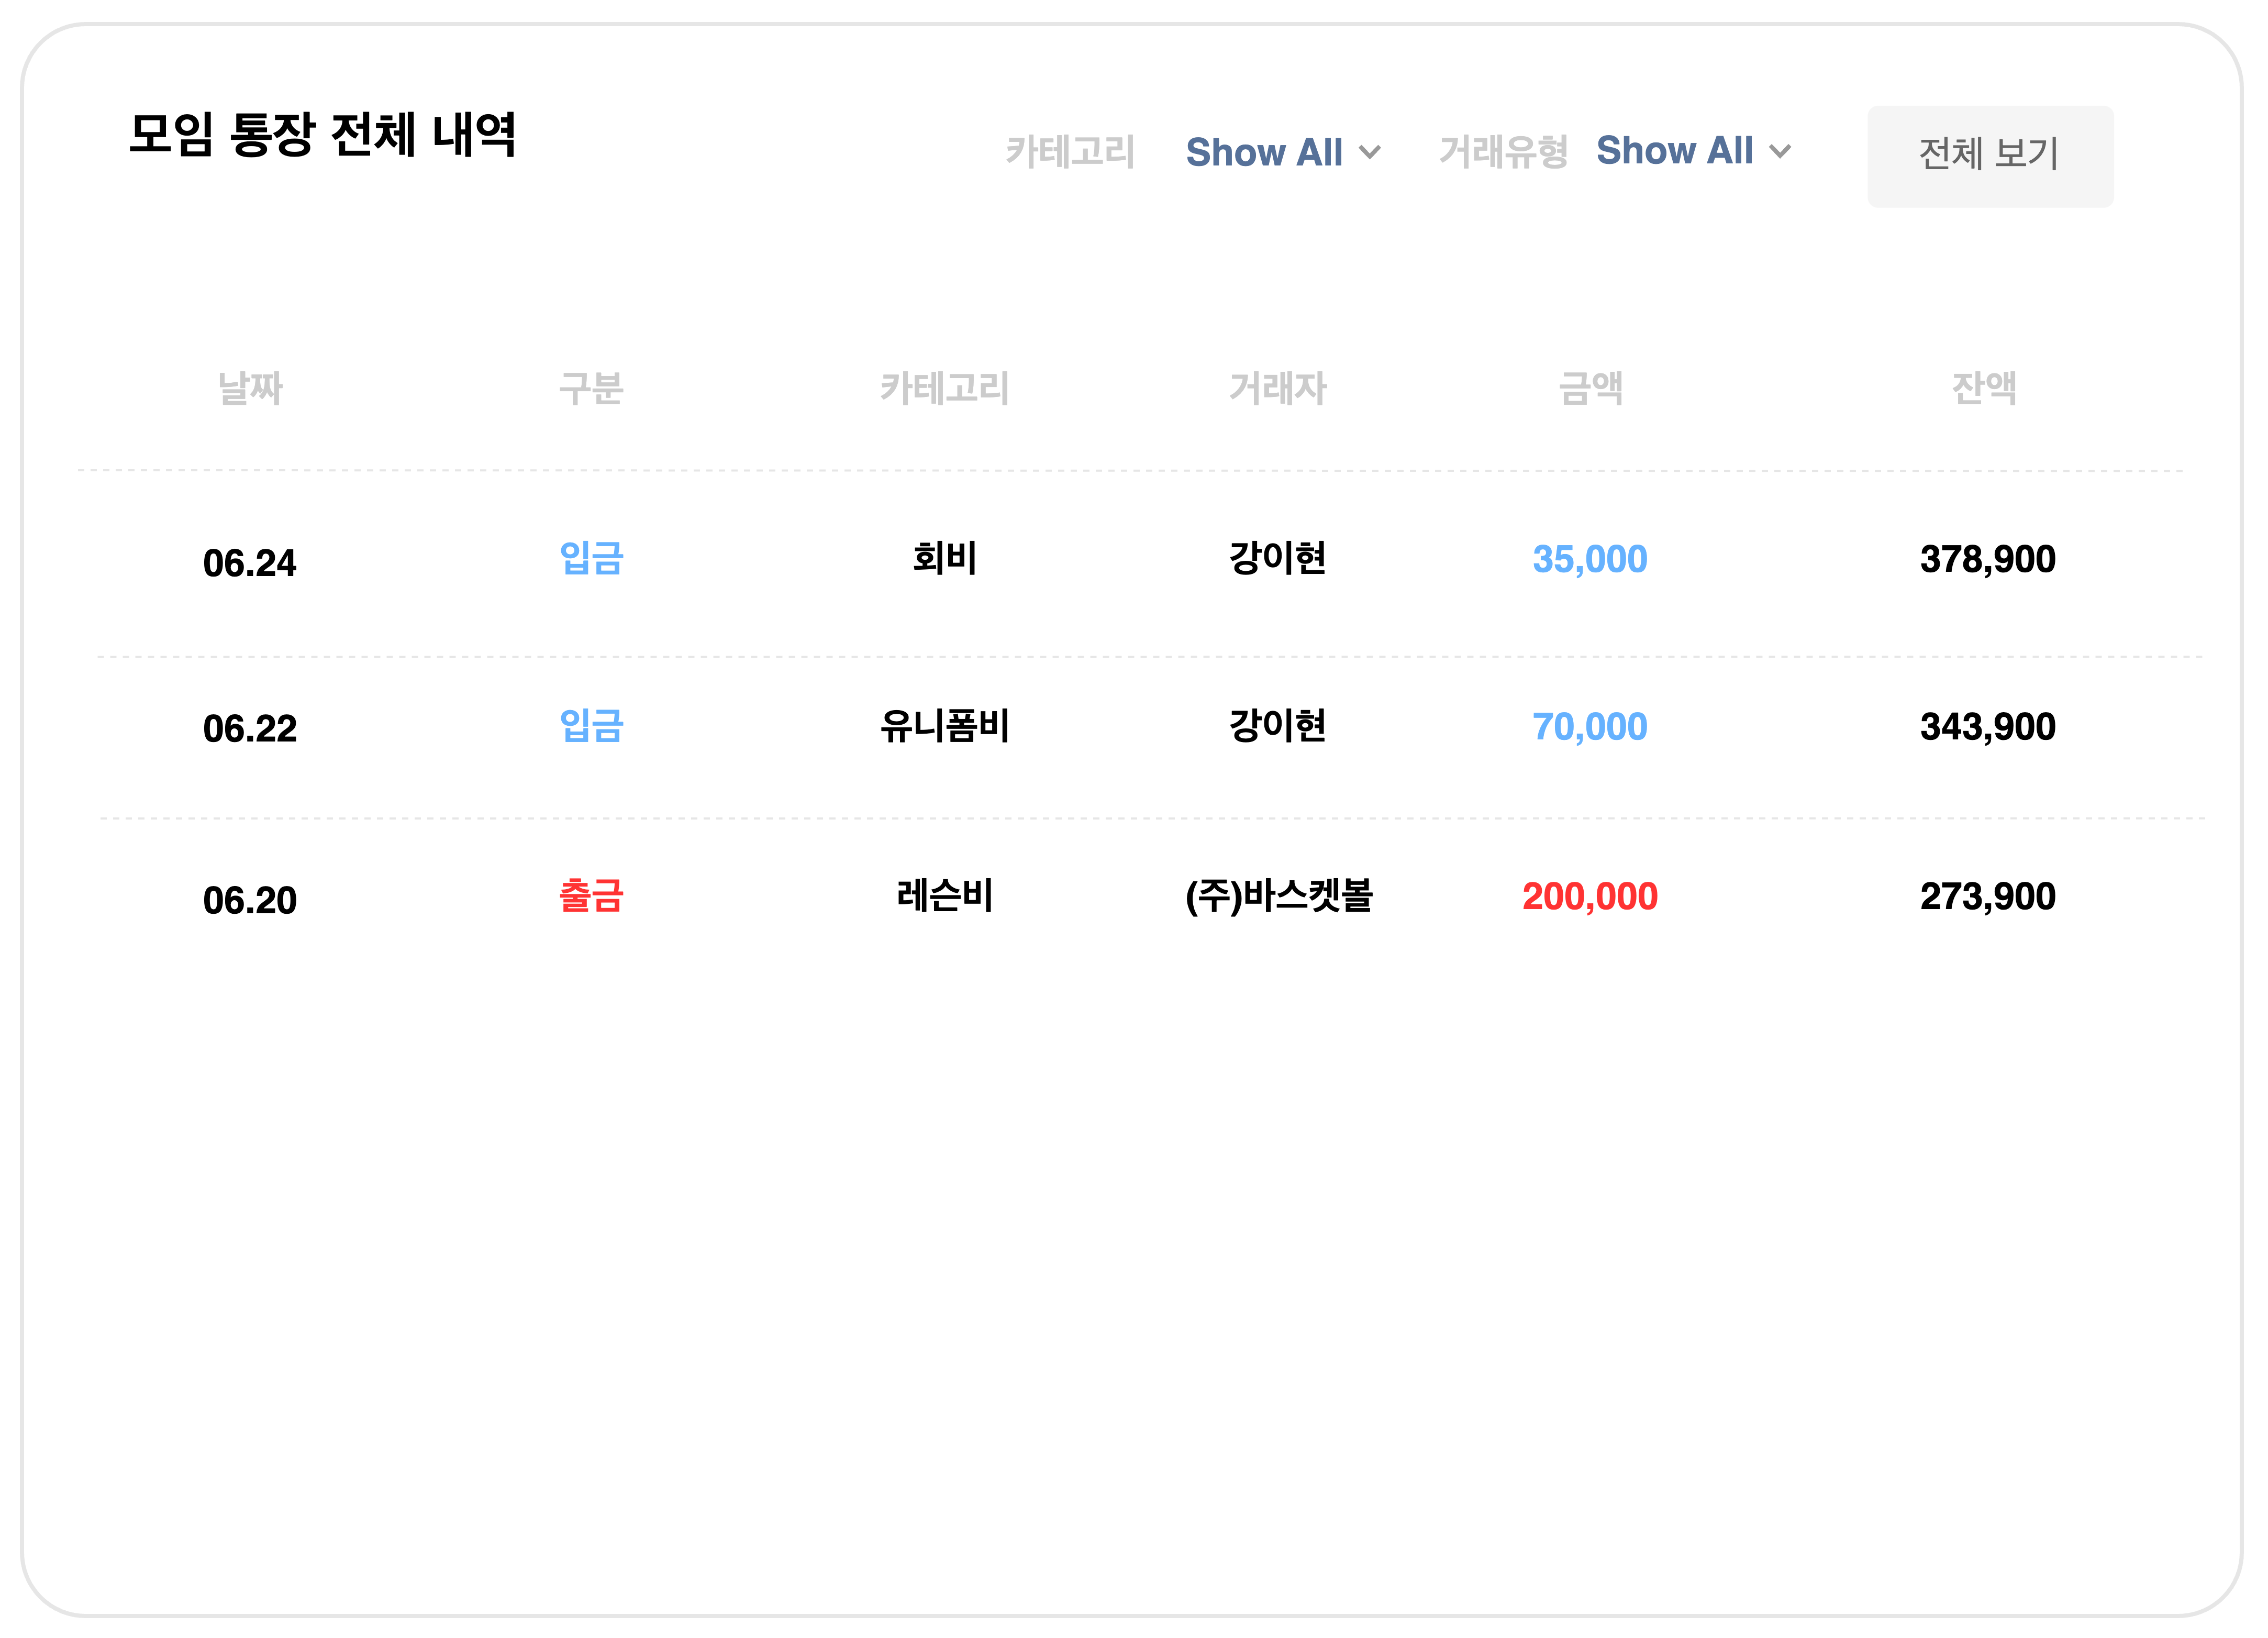 모임 통장 전체 내역
카테고리 Show All 거래유형 Show All 전체 보기
날짜 구분 카테고리 거래자 금액 잔액
06.24 입금 회비 강이현 35,000 378,900
06.22 입금 유니폼비 강이현 70,000 343,900
06.20 출금 레슨비 (주)바스켓볼 200,000 273,900